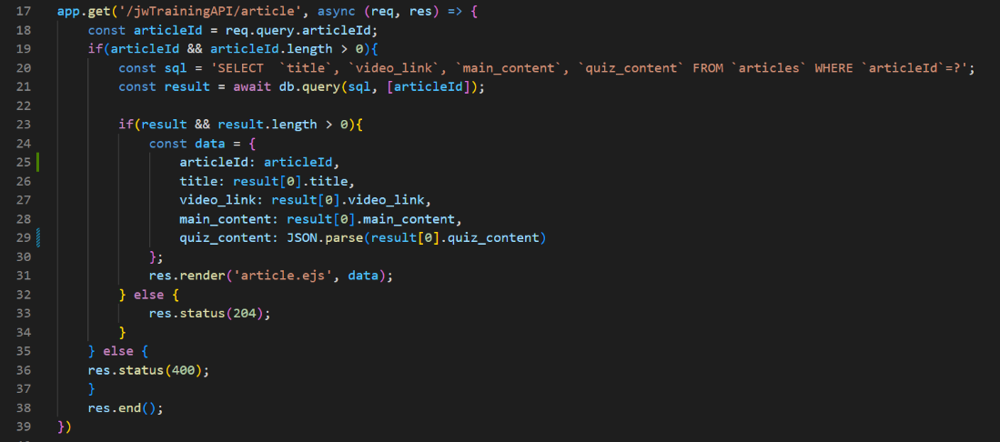 17 app.get('/jwTrainingAPI/article', async (req, res) => {
18     const articleId = req.query.articleId;
19     if(articleId && articleId.length > 0){
20         const sql = 'SELECT  `title`, `video_link`, `main_content`, `quiz_content` FROM `articles` WHERE `articleId`=?';
21         const result = await db.query(sql, [articleId]);
22
23         if(result && result.length > 0){
24             const data = {
25                 articleId: articleId,
26                 title: result[0].title,
27                 video_link: result[0].video_link,
28                 main_content: result[0].main_content,
29                 quiz_content: JSON.parse(result[0].quiz_content)
30             };
31             res.render('article.ejs', data);
32         } else {
33             res.status(204);
34         }
35     } else {
36     res.status(400);
37     }
38     res.end();
39 })